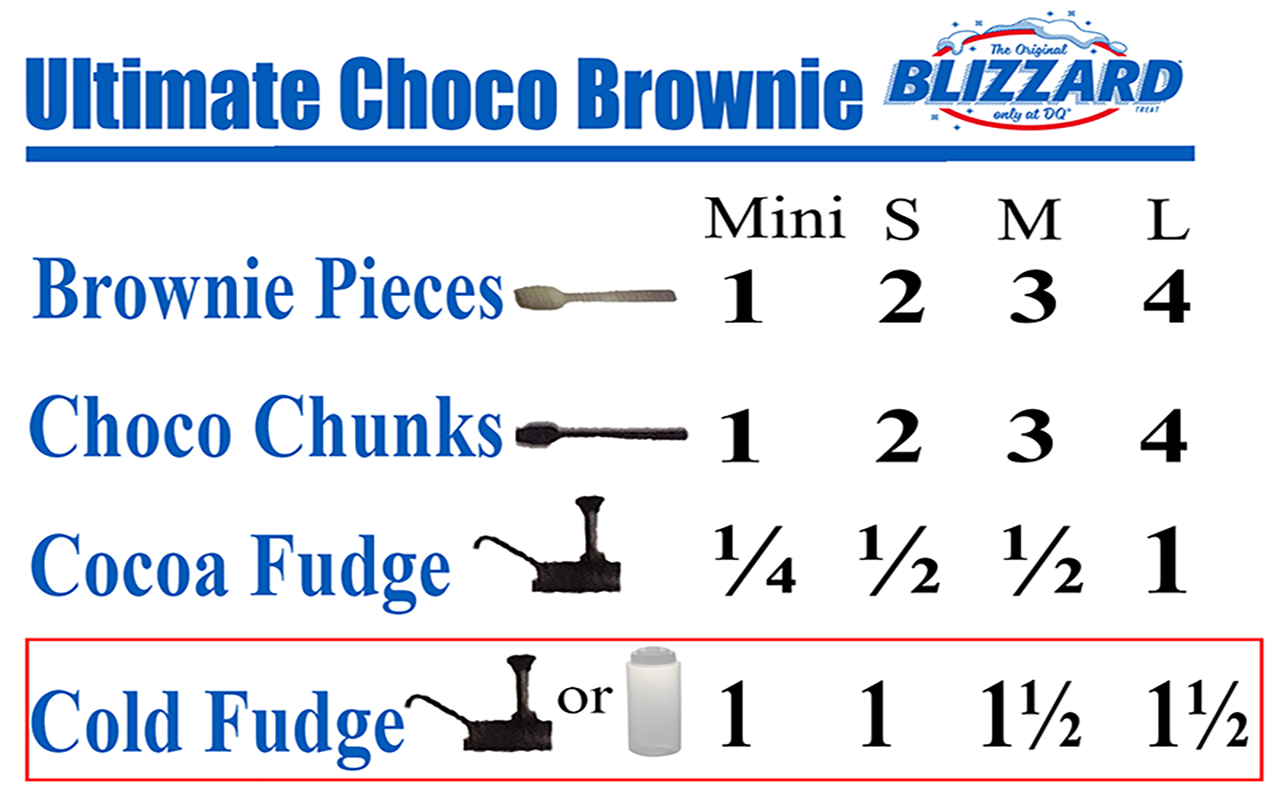 Ultimate Choco Brownie
The Original
BLIZZARD
TREAT
only at DQ®
Mini S M L
Brownie Pieces 1 2 3 4
Choco Chunks 1 2 3 4
Cocoa Fudge ¼ ½ ½ 1
Cold Fudge or 1 1 1½ 1½